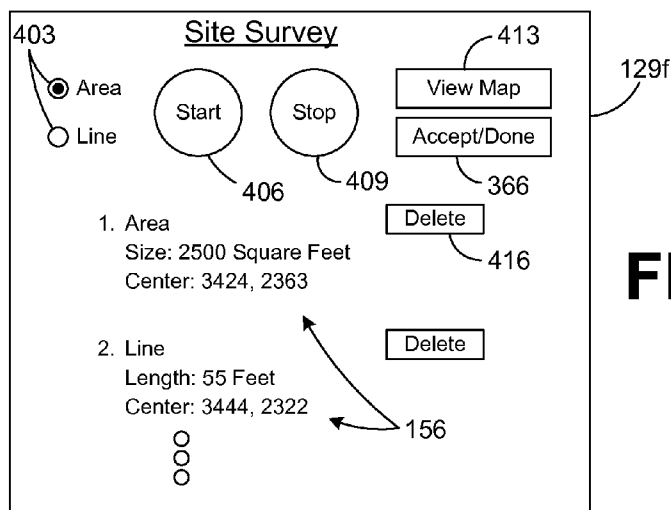 403
Site Survey
413
129f
Area
Line
Start
Stop
View Map
Accept/Done
406
409
366
1. Area
Size: 2500 Square Feet
Center: 3424, 2363
Delete
416
2. Line
Length: 55 Feet
Center: 3444, 2322
Delete
156